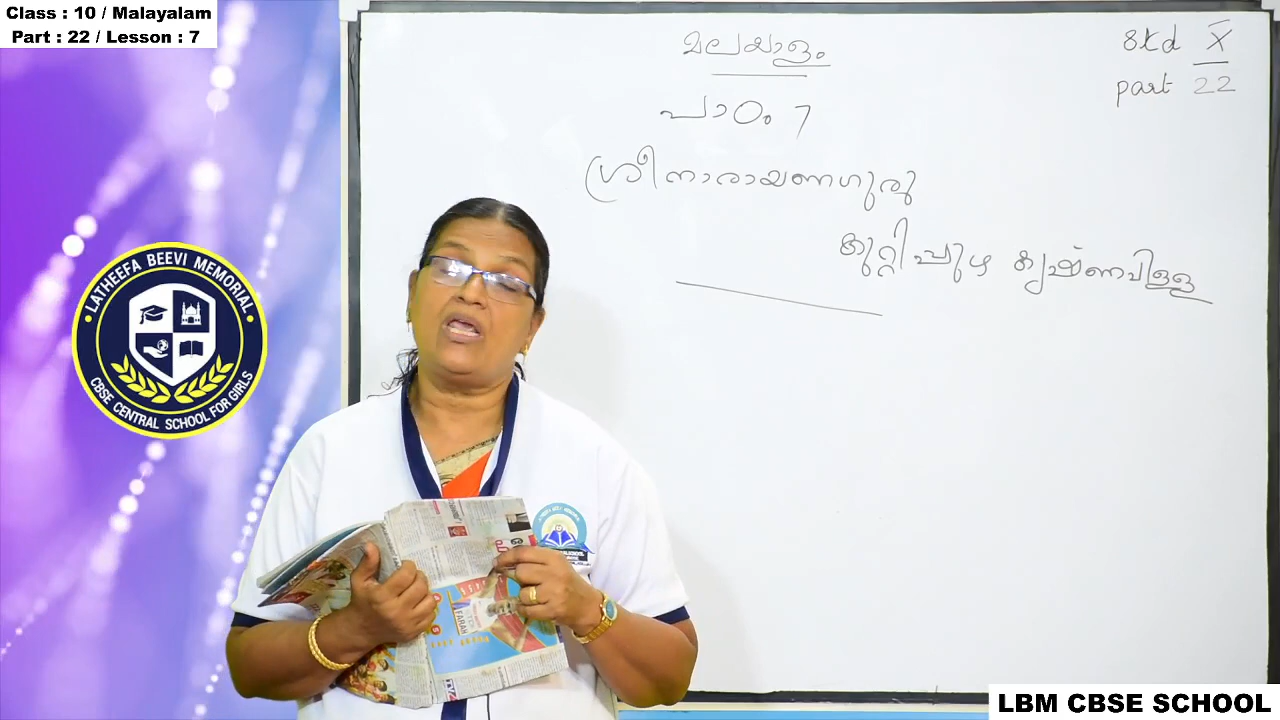 Class : 10 / Malayalam
Part : 22 / Lesson : 7
മലയാളം
Std X
part 22
പാഠം 7
ശ്രീനാരായണഗുരു
കുറ്റിപ്പുഴ കൃഷ്ണപിള്ള
LATHEEFA BEEVI MEMORIAL
CBSE CENTRAL SCHOOL FOR GIRLS
FARAH
LBM CBSE SCHOOL